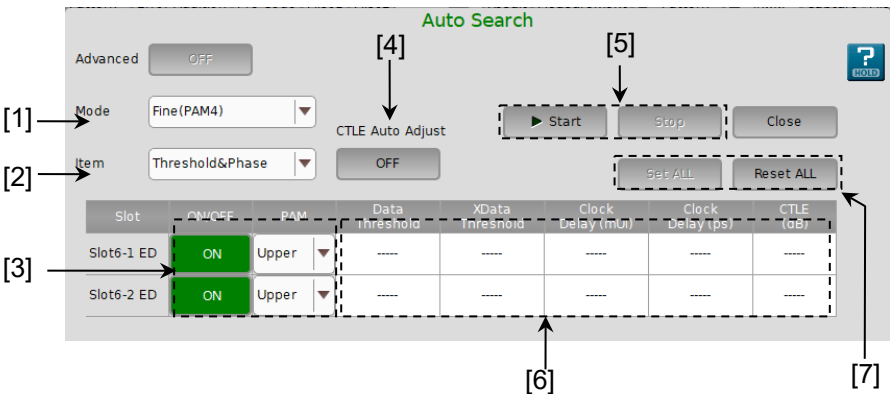 Auto Search
[4]
[5]
Advanced
OFF
?
HOLD
[1]
Mode
Fine(PAM4)
CTLE Auto Adjust
Start
Stop
Close
[2]
Item
Threshold&Phase
OFF
Set ALL
Reset ALL
Slot
ON/OFF
PAM
Data Threshold
XData Threshold
Clock Delay (mUI)
Clock Delay (ps)
CTLE (dB)
[3]
Slot6-1 ED
ON
Upper
-----
-----
-----
-----
-----
Slot6-2 ED
ON
Upper
-----
-----
-----
-----
-----
[6]
[7]